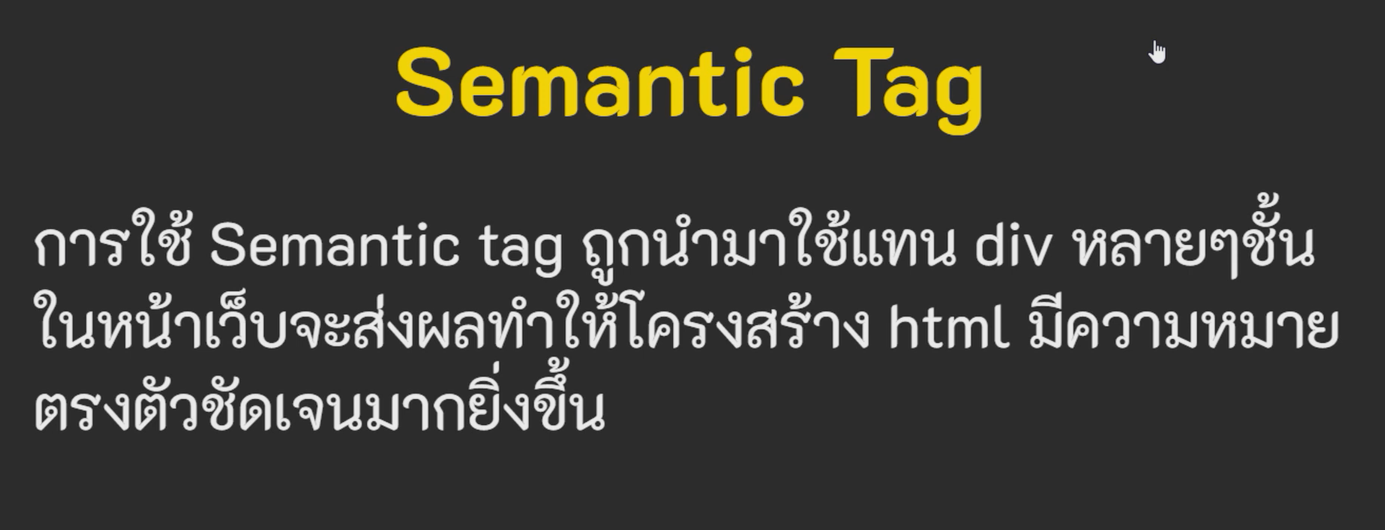 Semantic Tag
การใช้ Semantic tag ถูกนำมาใช้แทน div หลายๆชั้น
ในหน้าเว็บจะส่งผลทำให้โครงสร้าง html มีความหมาย
ตรงตัวชัดเจนมากยิ่งขึ้น